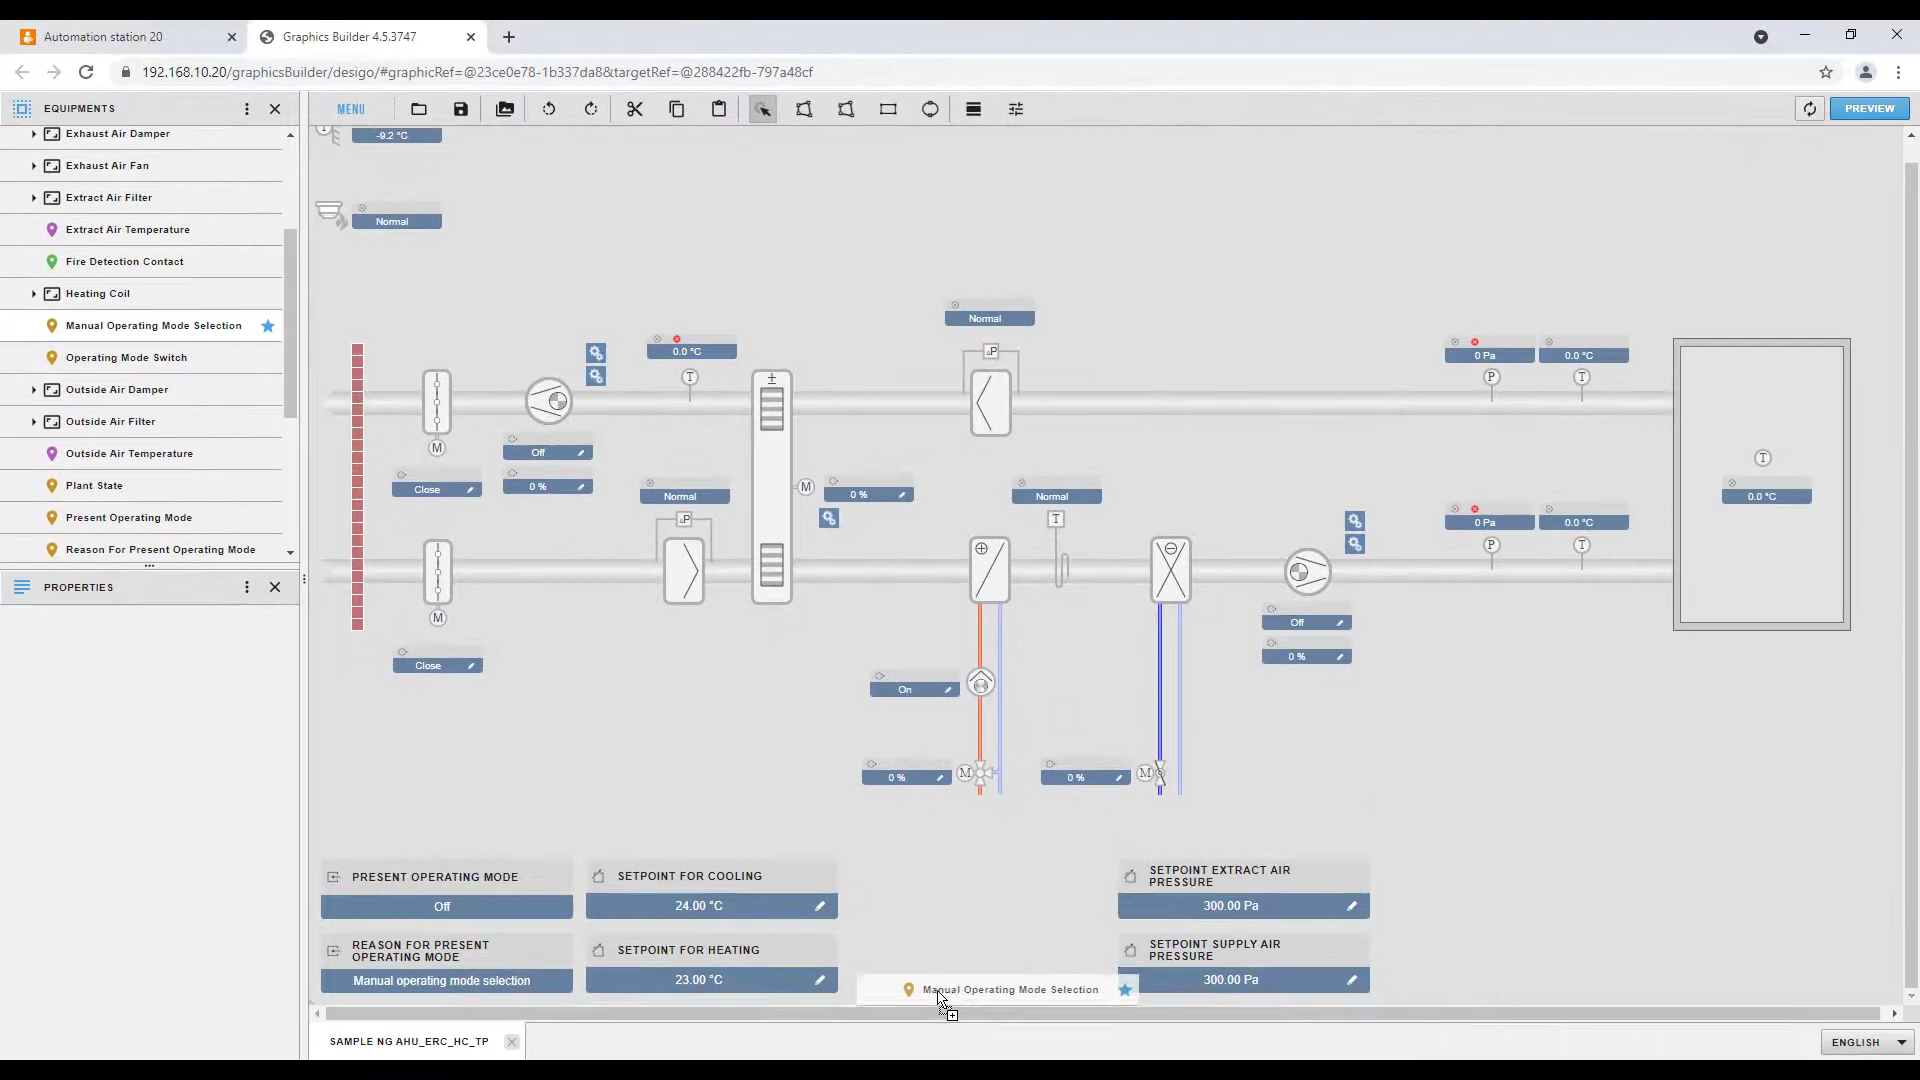 Automation station 20
Graphics Builder 4.5.3747
192.168.10.20/graphicsBuilder/desigo/#graphicRef=@23ce0e78-1b337da8&targetRef=@288422fb-797a48cf
EQUIPMENTS
MENU
PREVIEW
Exhaust Air Damper
Exhaust Air Fan
Extract Air Filter
Extract Air Temperature
Fire Detection Contact
Heating Coil
Manual Operating Mode Selection
Operating Mode Switch
Outside Air Damper
Outside Air Filter
Outside Air Temperature
Plant State
Present Operating Mode
Reason For Present Operating Mode
PROPERTIES
-9.2 °C
Normal
Normal
P
0.0 °C
T
0 Pa
0.0 °C
P
T
M
Off
Close
0 %
Normal
P
M
0 %
Normal
T
T
0.0 °C
0 Pa
0.0 °C
P
T
M
Close
Off
0 %
On
0 %
M
0 %
M
PRESENT OPERATING MODE
Off
SETPOINT FOR COOLING
24.00 °C
SETPOINT EXTRACT AIR
PRESSURE
300.00 Pa
REASON FOR PRESENT
OPERATING MODE
Manual operating mode selection
SETPOINT FOR HEATING
23.00 °C
Manual Operating Mode Selection
SETPOINT SUPPLY AIR
PRESSURE
300.00 Pa
SAMPLE NG AHU_ERC_HC_TP
ENGLISH